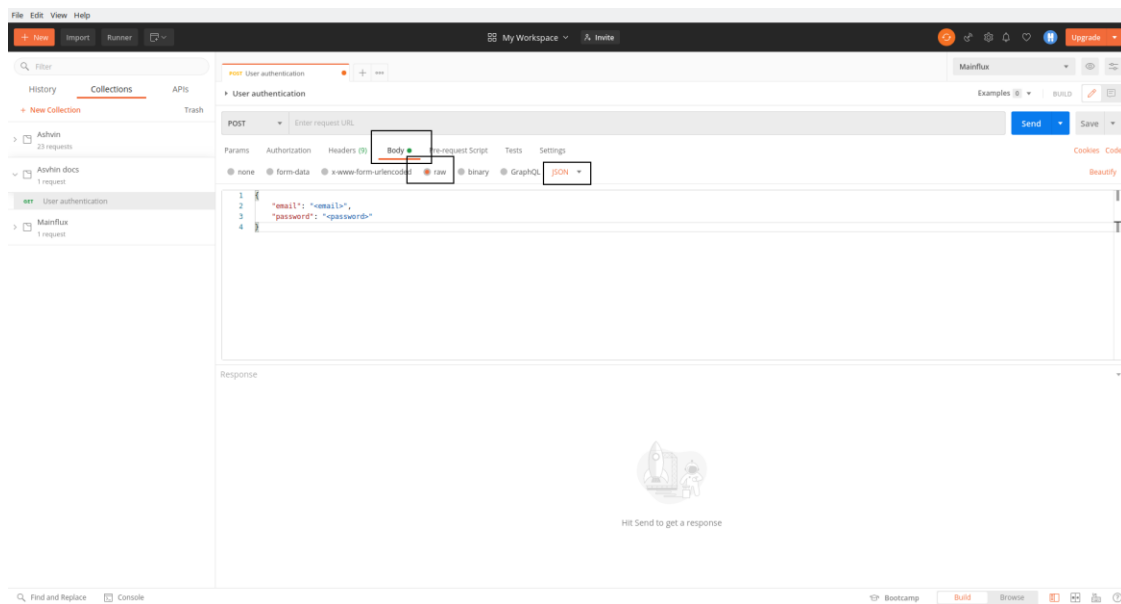 File Edit View Help
+ New Import Runner My Workspace Invite Upgrade
Filter
History Collections APIs
+ New Collection Trash
Ashvin
23 requests
Asvhin docs
1 request
GET User authentication
Mainflux
1 request
POST User authentication + ••• Mainflux
User authentication Examples 0 BUILD
POST Enter request URL Send Save
Params Authorization Headers (9) Body Pre-request Script Tests Settings Cookies Code
none form-data x-www-form-urlencoded raw binary GraphQL JSON Beautify
1 {
2 "email": "<email>",
3 "password": "<password>"
4 }
Response
Hit Send to get a response
Find and Replace Console Bootcamp Build Browse